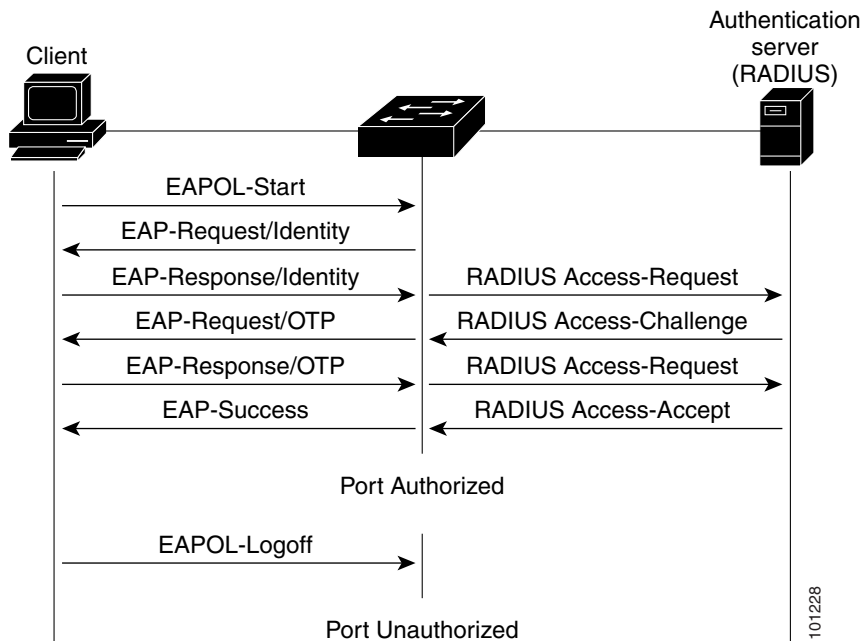 Client
Authentication
server
(RADIUS)
EAPOL-Start
EAP-Request/Identity
EAP-Response/Identity
RADIUS Access-Request
EAP-Request/OTP
RADIUS Access-Challenge
EAP-Response/OTP
RADIUS Access-Request
EAP-Success
RADIUS Access-Accept
Port Authorized
EAPOL-Logoff
Port Unauthorized
101228